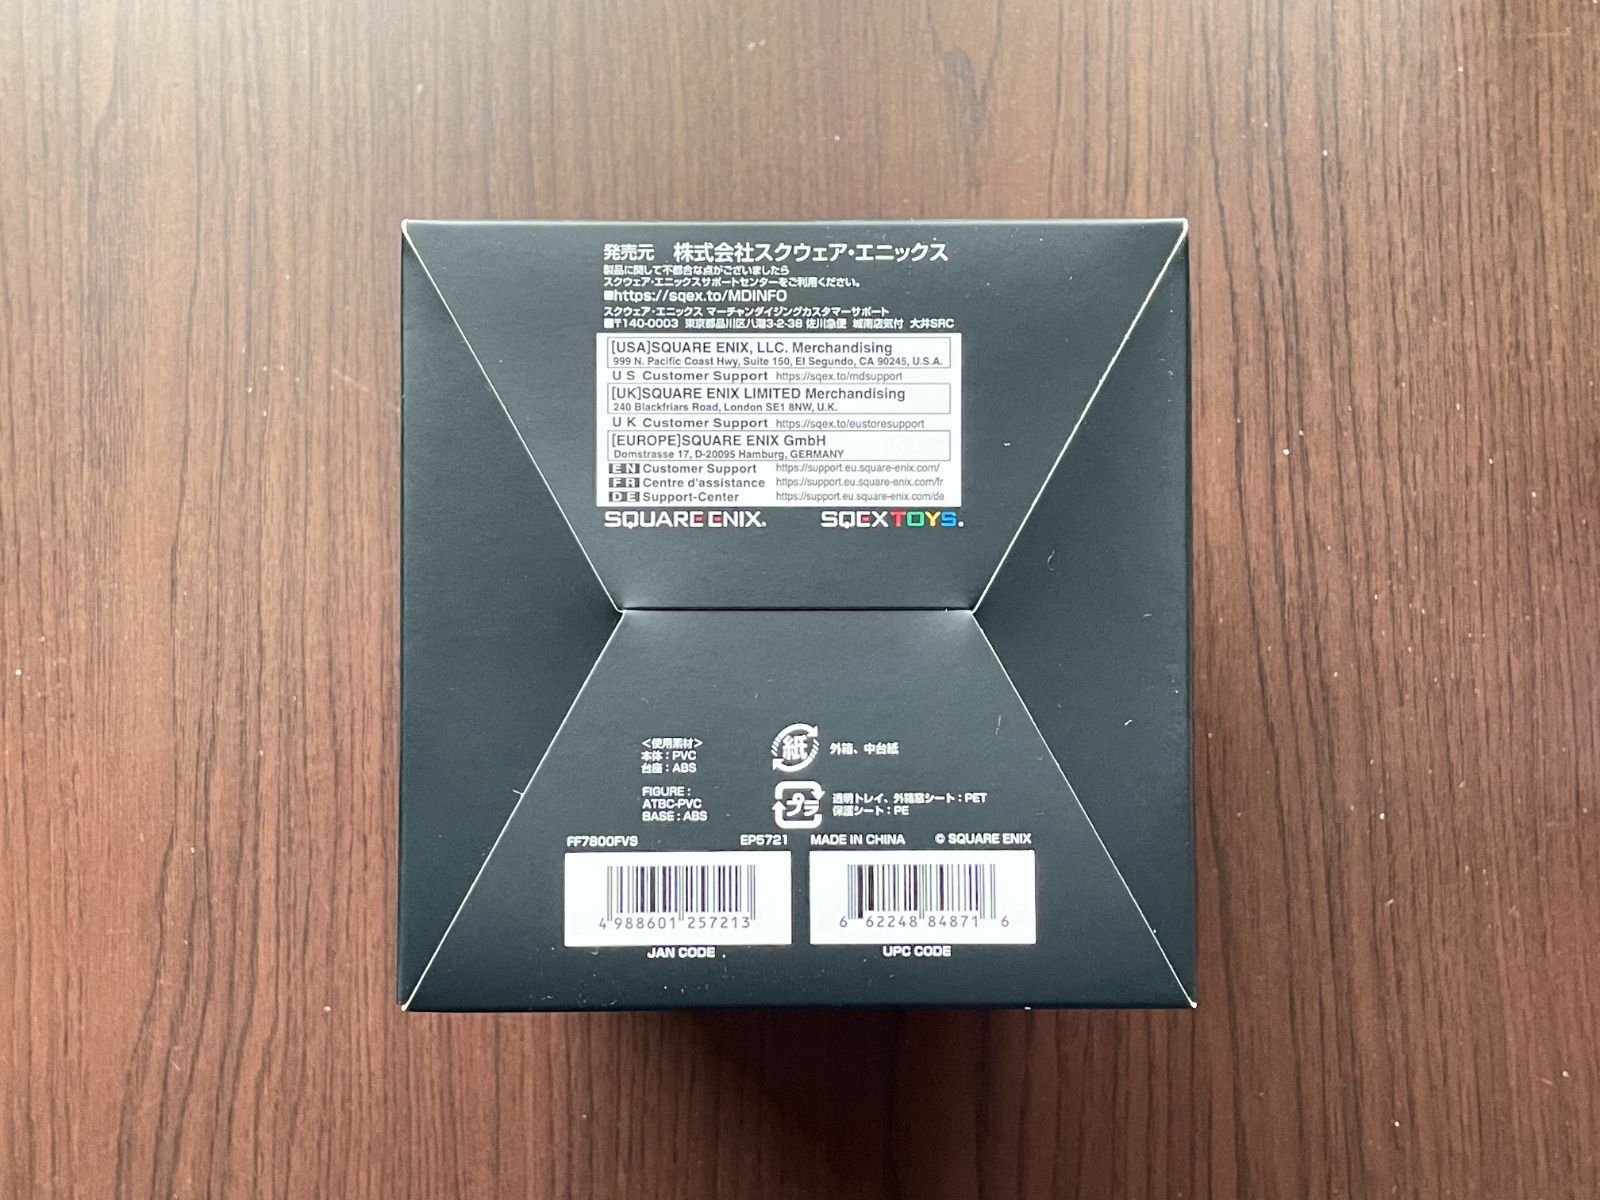 発売元 株式会社スクウェア・エニックス
製品に関して不都合な点がございましたら
スクウェア・エニックスサポートセンターをご利用ください。
■https://sqex.to/MDINFO
スクウェア・エニックス マーチャンダイジングカスタマーサポート
■〒140-0003 東京都品川区八潮3-2-38 佐川急便 城南店気付 大井SRC
[USA]SQUARE ENIX, LLC. Merchandising
999 N. Pacific Coast Hwy, Suite 150, El Segundo, CA 90245, U.S.A.
US Customer Support https://sqex.to/mdsupport
[UK]SQUARE ENIX LIMITED Merchandising
240 Blackfriars Road, London SE1 8NW, U.K.
UK Customer Support https://sqex.to/eustoresupport
[EUROPE]SQUARE ENIX GmbH
Domstrasse 17, D-20095 Hamburg, GERMANY
EN Customer Support https://support.eu.square-enix.com/
FR Centre d'assistance https://support.eu.square-enix.com/fr
DE Support-Center https://support.eu.square-enix.com/de
SQUARE ENIX. SQEX TOYS.
<使用素材>
本体：PVC
台座：ABS
FIGURE：
ATBC-PVC
BASE：ABS
紙 外箱、中台紙
プラ 透明トレイ、外箱窓シート：PET
保護シート：PE
FF7800FVS EP5721 MADE IN CHINA © SQUARE ENIX
4 988601 257213
JAN CODE
6 62248 84871 6
UPC CODE